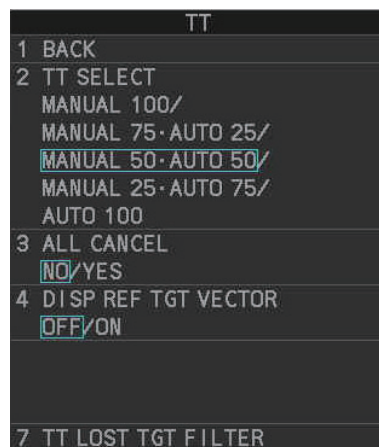 TT
1 BACK
2 TT SELECT
MANUAL 100/
MANUAL 75·AUTO 25/
MANUAL 50·AUTO 50/
MANUAL 25·AUTO 75/
AUTO 100
3 ALL CANCEL
NO/YES
4 DISP REF TGT VECTOR
OFF/ON
7 TT LOST TGT FILTER